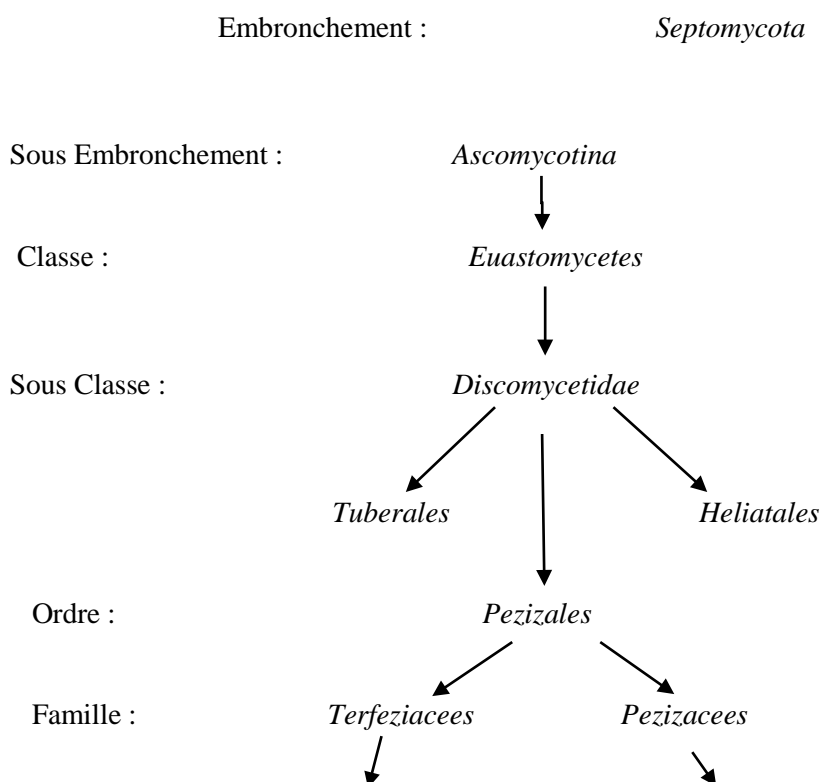 Embronchement : Septomycota
Sous Embronchement : Ascomycotina
Classe : Euastomycetes
Sous Classe : Discomycetidae
Tuberales Heliatales
Ordre : Pezizales
Famille : Terfeziacees Pezizacees